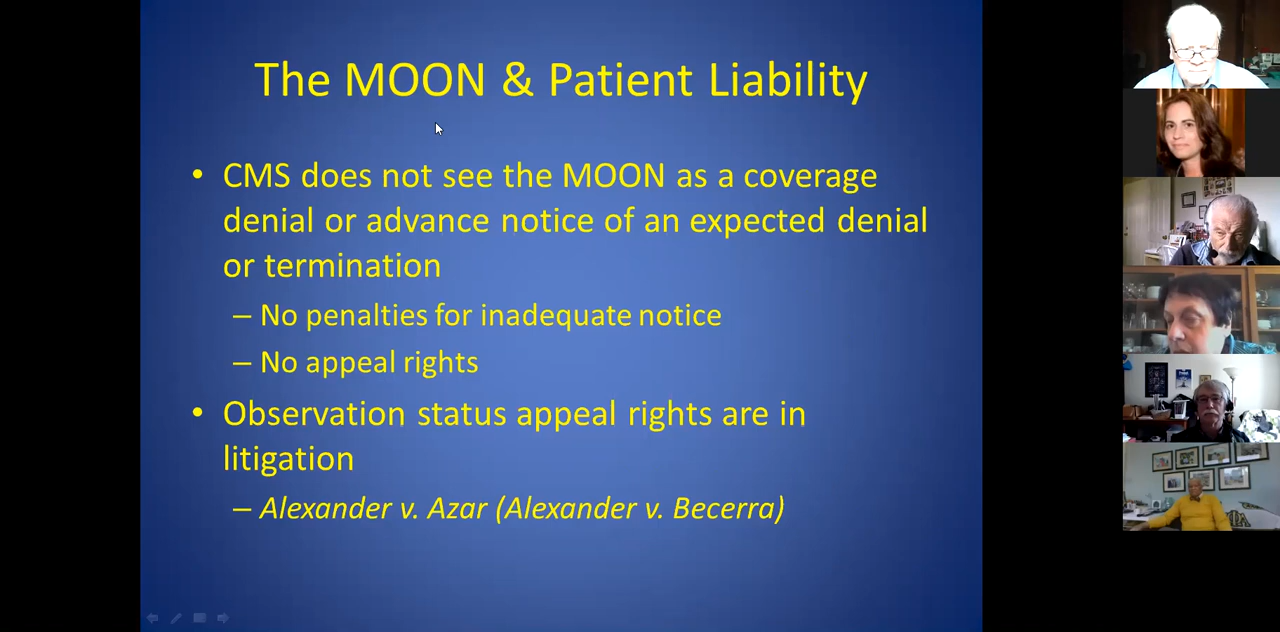 The MOON & Patient Liability
• CMS does not see the MOON as a coverage
denial or advance notice of an expected denial
or termination
– No penalties for inadequate notice
– No appeal rights
• Observation status appeal rights are in
litigation
– Alexander v. Azar (Alexander v. Becerra)